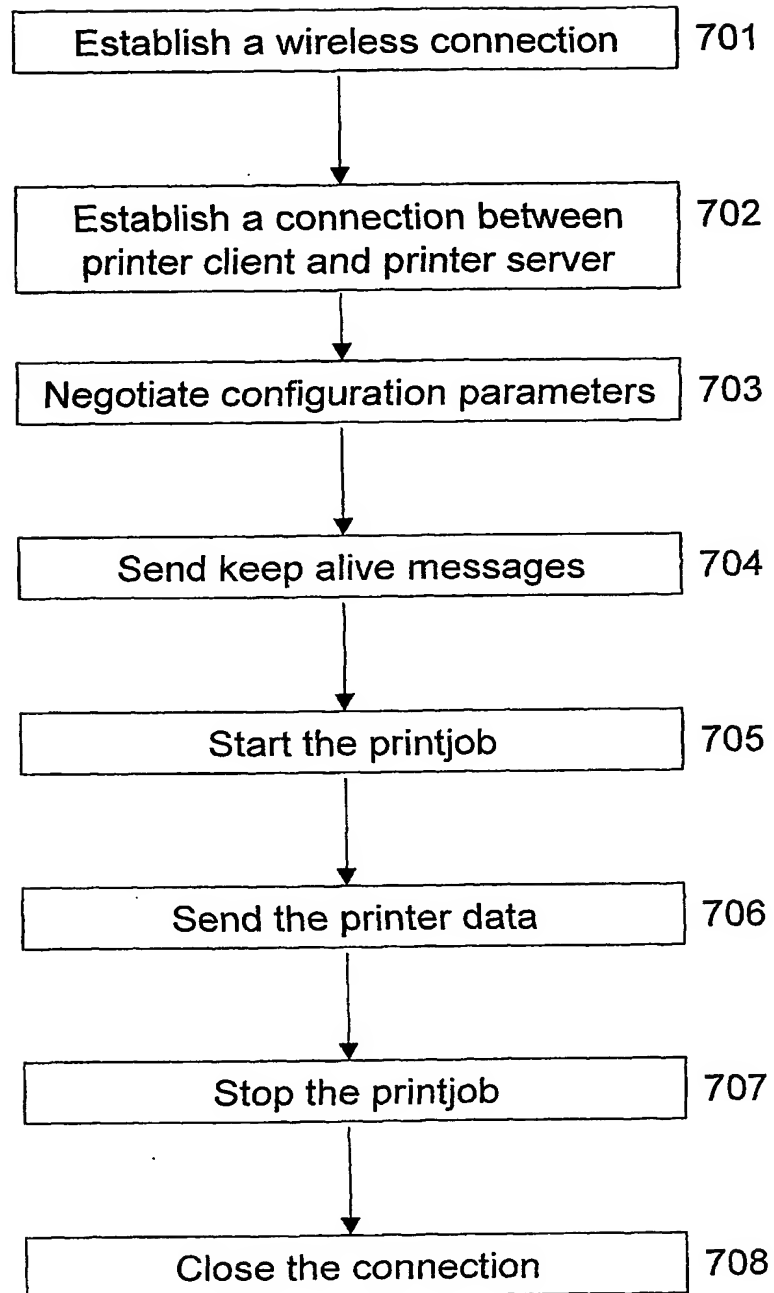 Establish a wireless connection 701
Establish a connection between 702
printer client and printer server
Negotiate configuration parameters 703
Send keep alive messages 704
Start the printjob 705
Send the printer data 706
Stop the printjob 707
Close the connection 708